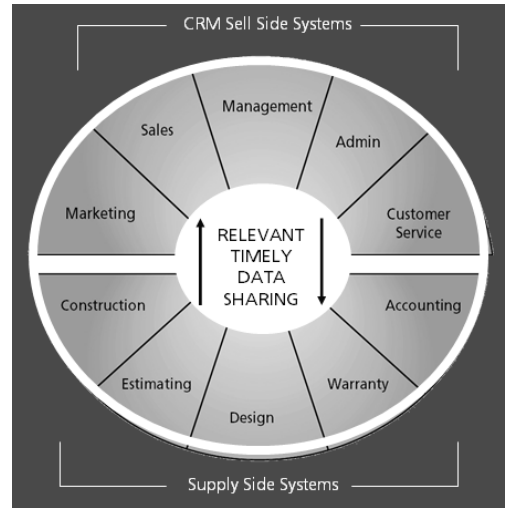 CRM Sell Side Systems
Management
Sales
Admin
Marketing
Customer
Service
RELEVANT
TIMELY
DATA
SHARING
Construction
Accounting
Estimating
Warranty
Design
Supply Side Systems